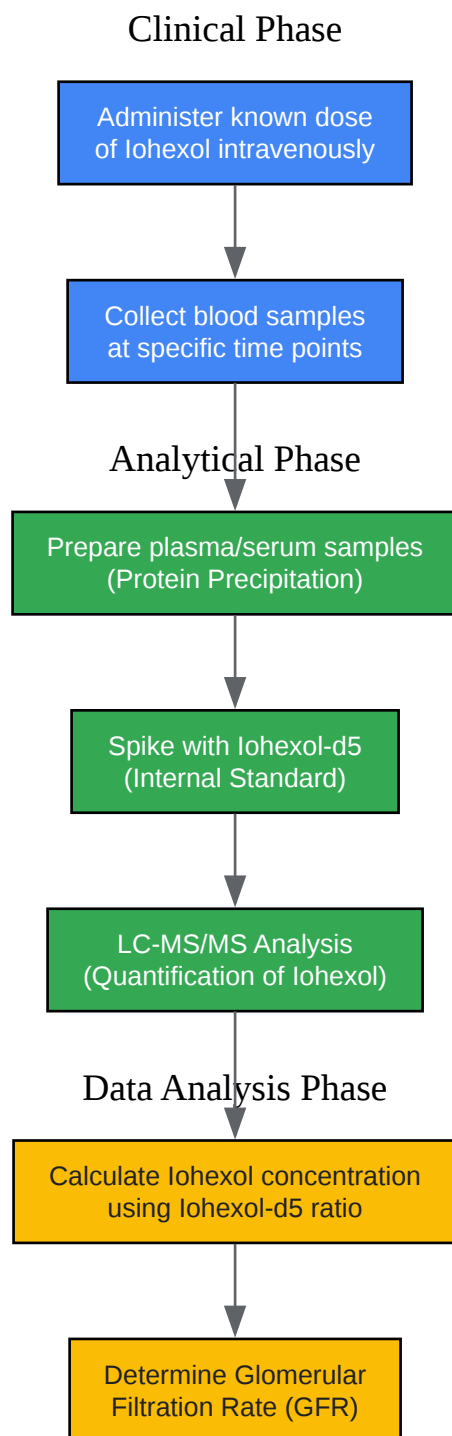 Clinical Phase
Administer known dose
of Iohexol intravenously
Collect blood samples
at specific time points
Analytical Phase
Prepare plasma/serum samples
(Protein Precipitation)
Spike with Iohexol-d5
(Internal Standard)
LC-MS/MS Analysis
(Quantification of Iohexol)
Data Analysis Phase
Calculate Iohexol concentration
using Iohexol-d5 ratio
Determine Glomerular
Filtration Rate (GFR)